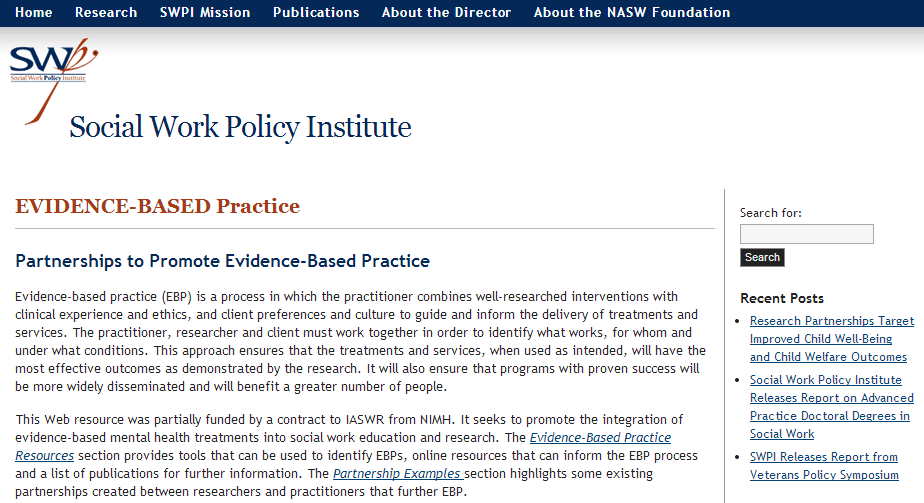 Home Research SWPI Mission Publications About the Director About the NASW Foundation
SW
Social Work Policy Institute
Social Work Policy Institute
EVIDENCE-BASED Practice
Partnerships to Promote Evidence-Based Practice
Evidence-based practice (EBP) is a process in which the practitioner combines well-researched interventions with
clinical experience and ethics, and client preferences and culture to guide and inform the delivery of treatments and
services. The practitioner, researcher and client must work together in order to identify what works, for whom and
under what conditions. This approach ensures that the treatments and services, when used as intended, will have the
most effective outcomes as demonstrated by the research. It will also ensure that programs with proven success will
be more widely disseminated and will benefit a greater number of people.
This Web resource was partially funded by a contract to IASWR from NIMH. It seeks to promote the integration of
evidence-based mental health treatments into social work education and research. The Evidence-Based Practice
Resources section provides tools that can be used to identify EBPs, online resources that can inform the EBP process
and a list of publications for further information. The Partnership Examples section highlights some existing
partnerships created between researchers and practitioners that further EBP.
Search for:
Search
Recent Posts
Research Partnerships Target
Improved Child Well-Being
and Child Welfare Outcomes
Social Work Policy Institute
Releases Report on Advanced
Practice Doctoral Degrees in
Social Work
SWPI Releases Report from
Veterans Policy Symposium